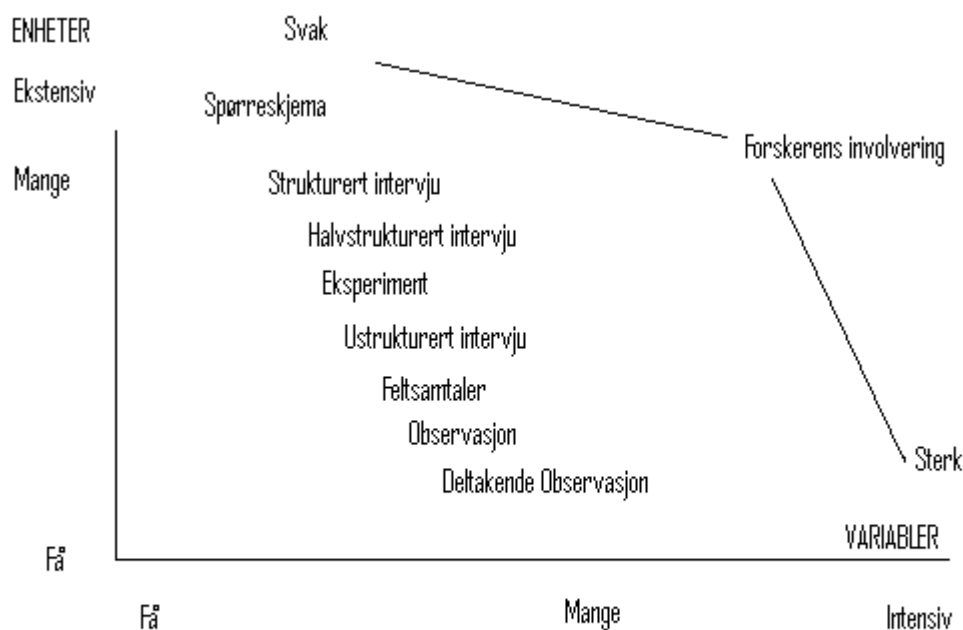 ENHETER
Svak
Ekstensiv
Spørreskjema
Forskerens involvering
Mange
Strukturert intervju
Halvstrukturert intervju
Eksperiment
Ustrukturert intervju
Feltsamtaler
Observasjon
Sterk
Deltakende Observasjon
VARIABLER
Få
Få
Mange
Intensiv